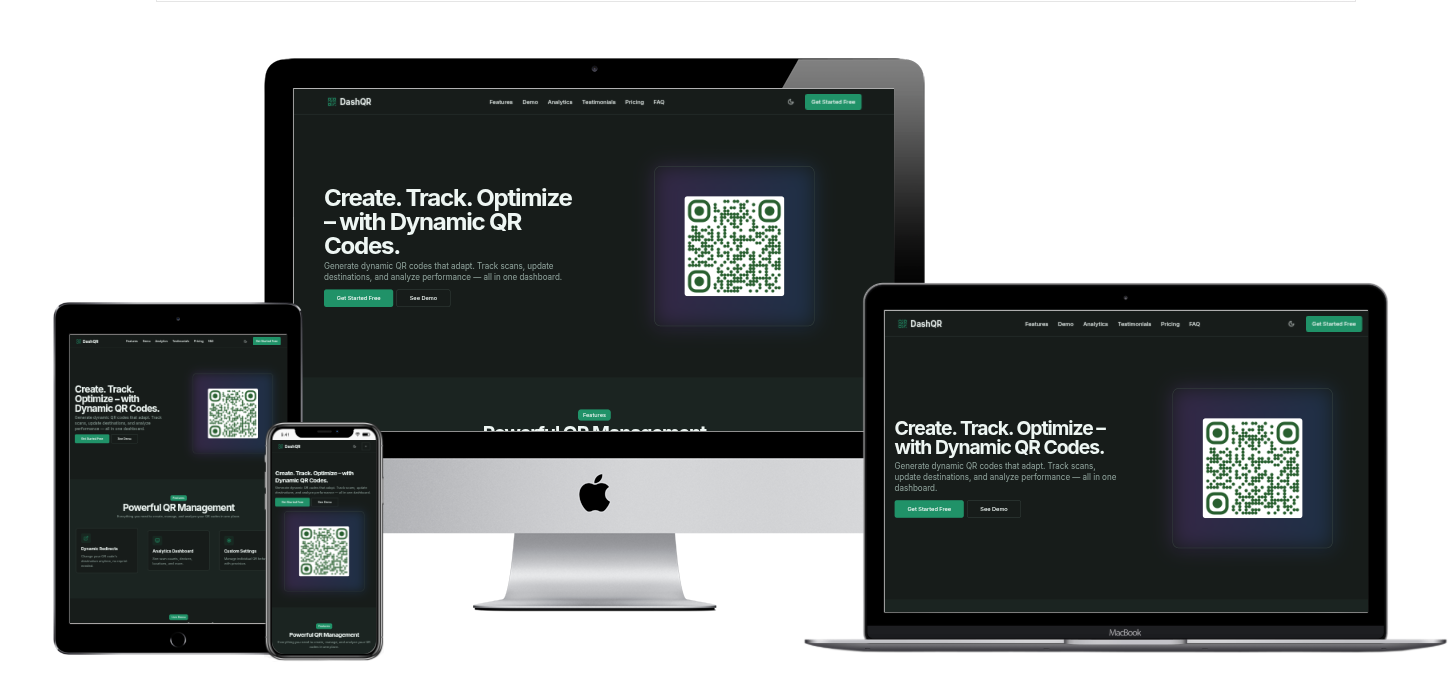 DashQR
Features Demo Analytics Testimonials Pricing FAQ
Get Started Free
Create. Track. Optimize
– with Dynamic QR
Codes.
Generate dynamic QR codes that adapt. Track scans, update
destinations, and analyze performance — all in one dashboard.
Get Started Free
See Demo
Features
Powerful QR Management
DashQR
Features Demo Analytics Testimonials Pricing FAQ
Get Started Free
Create. Track.
Optimize – with
Dynamic QR Codes.
Generate dynamic QR codes that adapt. Track
scans, update destinations, and analyze
performance — all in one dashboard.
Get Started Free
See Demo
Features
Powerful QR Management
Dynamic Redirects
Analytics Dashboard
Custom Settings
DashQR
Create. Track. Optimize – with
Dynamic QR Codes.
Generate dynamic QR codes that adapt. Track scans, update
destinations, and analyze performance — all in one dashboard.
Get Started Free
See Demo
Features
Powerful QR Management
DashQR
Features Demo Analytics Testimonials Pricing FAQ
Get Started Free
Create. Track. Optimize –
with Dynamic QR Codes.
Generate dynamic QR codes that adapt. Track scans,
update destinations, and analyze performance — all in one
dashboard.
Get Started Free
See Demo
MacBook